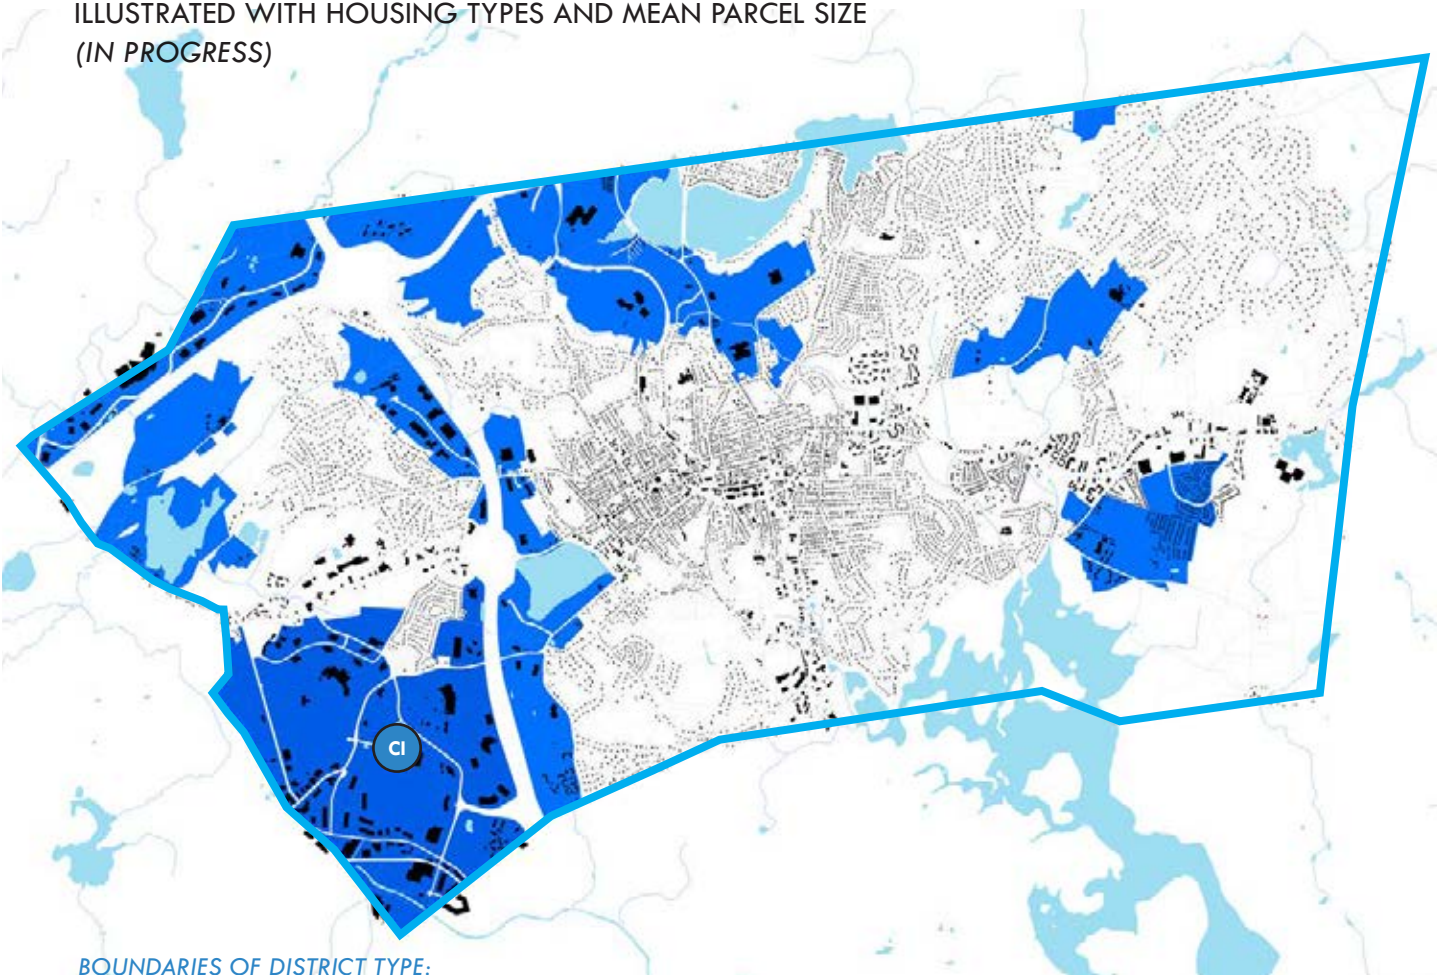 ILLUSTRATED WITH HOUSING TYPES AND MEAN PARCEL SIZE
(IN PROGRESS)
CI
BOUNDARIES OF DISTRICT TYPE: